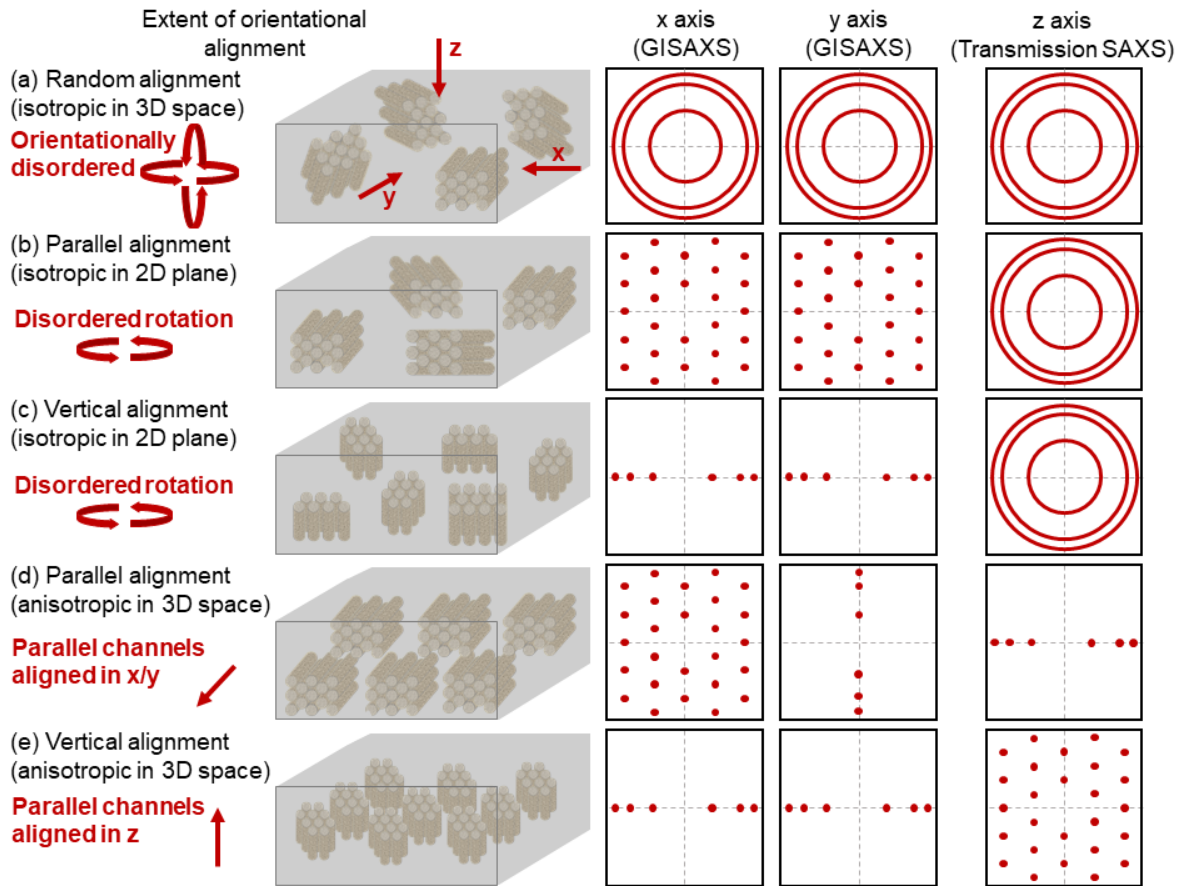 Extent of orientational
alignment
x axis
(GISAXS)
y axis
(GISAXS)
z axis
(Transmission SAXS)
z
x
y
(a) Random alignment
(isotropic in 3D space)
Orientationally
disordered
(b) Parallel alignment
(isotropic in 2D plane)
Disordered rotation
(c) Vertical alignment
(isotropic in 2D plane)
Disordered rotation
(d) Parallel alignment
(anisotropic in 3D space)
Parallel channels
aligned in x/y
(e) Vertical alignment
(anisotropic in 3D space)
Parallel channels
aligned in z